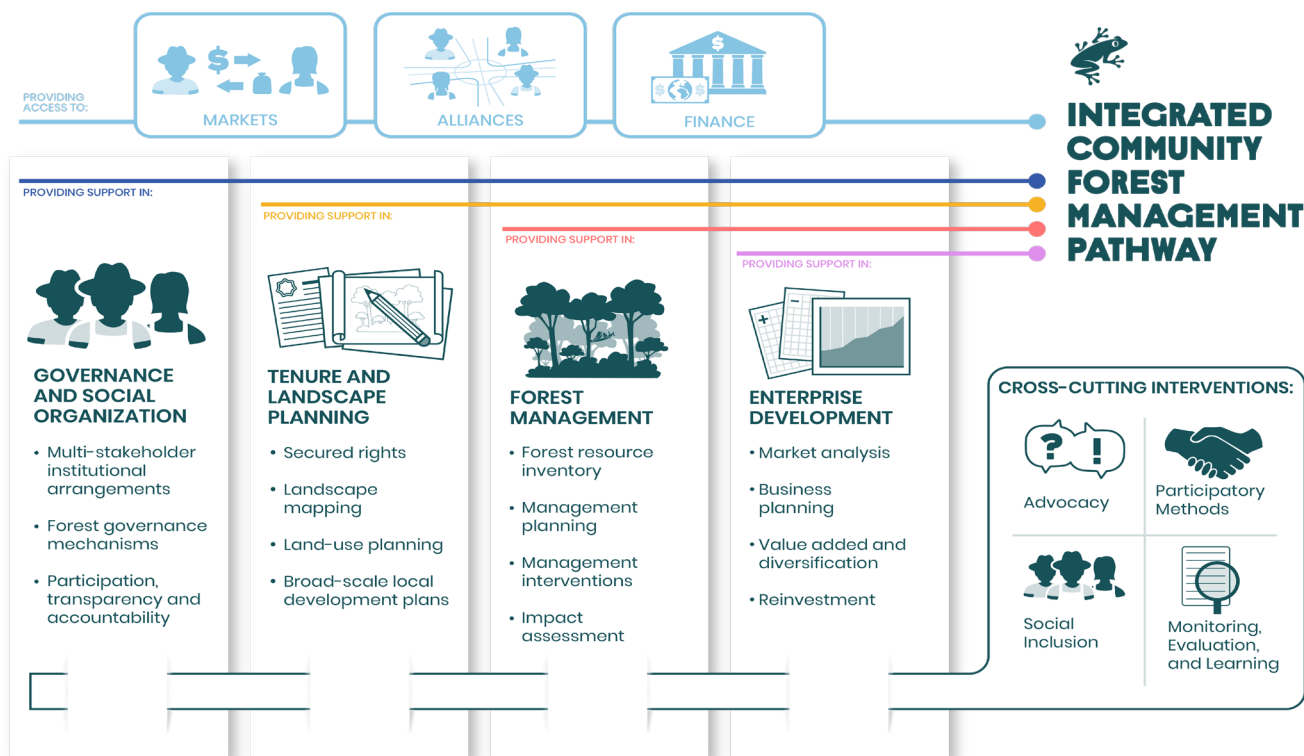 PROVIDING
ACCESS TO:
$
MARKETS
ALLIANCES
$
$ $
FINANCE
INTEGRATED
COMMUNITY
FOREST
MANAGEMENT
PATHWAY
PROVIDING SUPPORT IN:
PROVIDING SUPPORT IN:
PROVIDING SUPPORT IN:
PROVIDING SUPPORT IN:
GOVERNANCE
AND SOCIAL
ORGANIZATION
• Multi-stakeholder
institutional
arrangements
• Forest governance
mechanisms
• Participation,
transparency and
accountability
TENURE AND
LANDSCAPE
PLANNING
• Secured rights
• Landscape
mapping
• Land-use planning
• Broad-scale local
development plans
FOREST
MANAGEMENT
• Forest resource
inventory
• Management
planning
• Management
interventions
• Impact
assessment
+
-
ENTERPRISE
DEVELOPMENT
• Market analysis
• Business
planning
• Value added and
diversification
• Reinvestment
CROSS-CUTTING INTERVENTIONS:
? !
Advocacy
Participatory
Methods
Social
Inclusion
Monitoring,
Evaluation,
and Learning